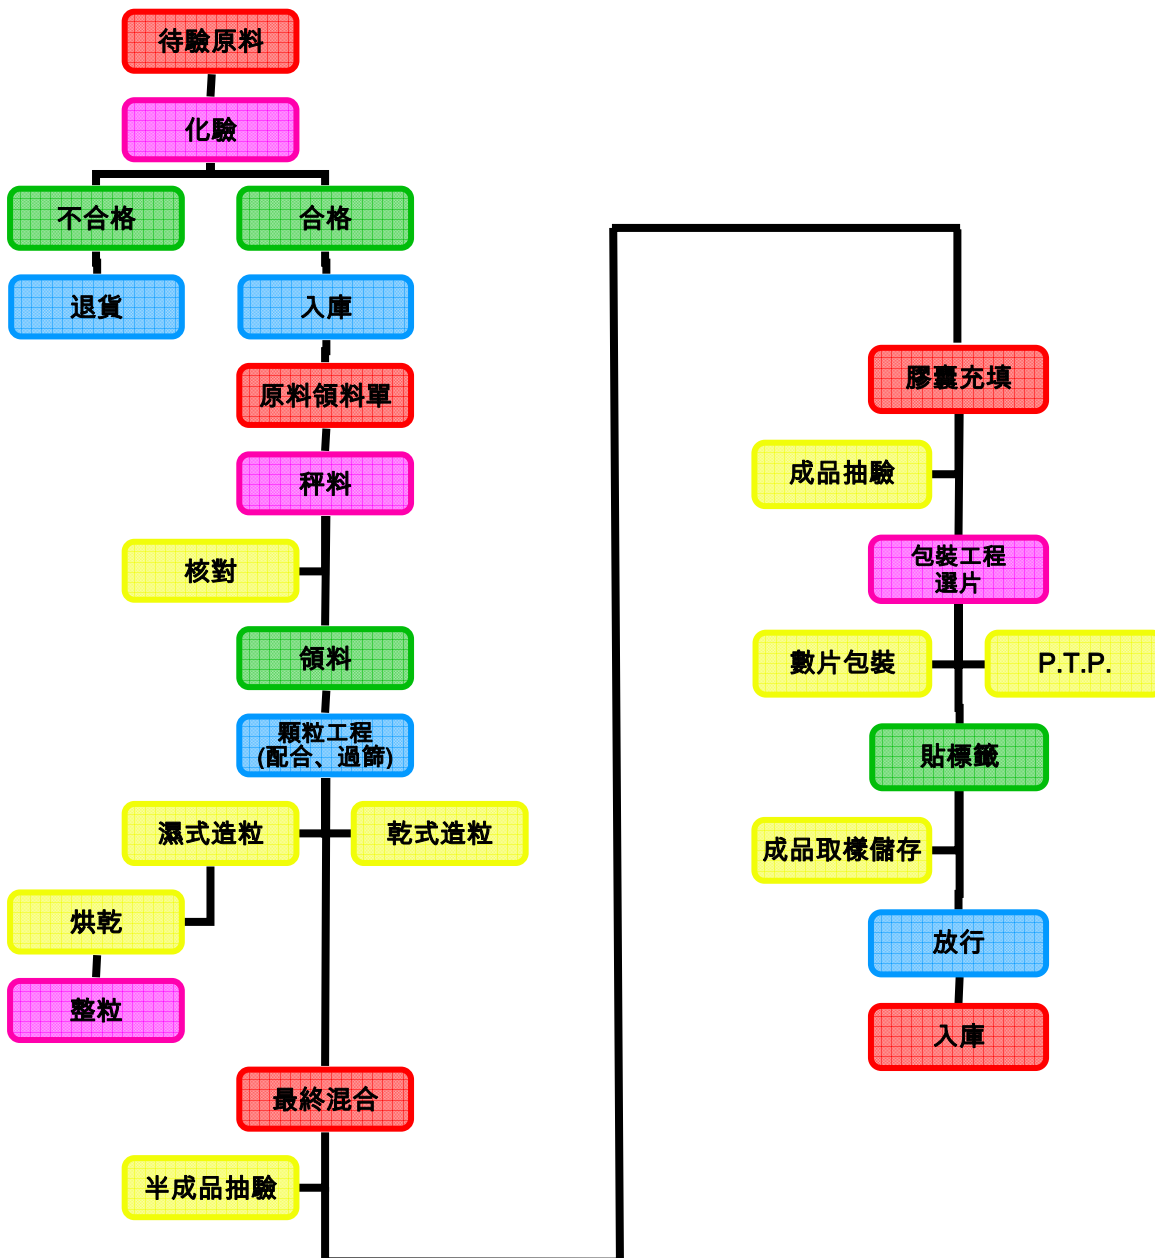 待驗原料
化驗
不合格
合格
退貨
入庫
原料領料單
秤料
核對
領料
顆粒工程
(配合、過篩)
濕式造粒
乾式造粒
烘乾
整粒
最終混合
半成品抽驗
膠囊充填
成品抽驗
包裝工程
選片
數片包裝
P.T.P.
貼標籤
成品取樣儲存
放行
入庫